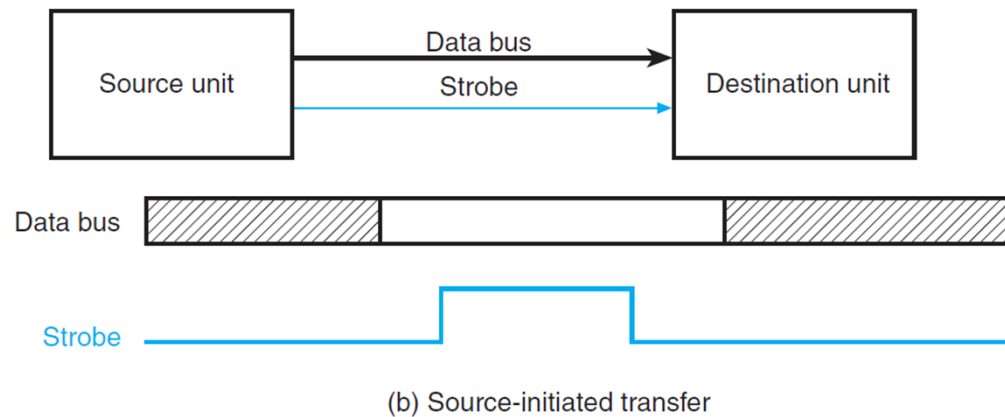 Source unit
Data bus
Strobe
Destination unit
Data bus
Strobe
(b) Source-initiated transfer